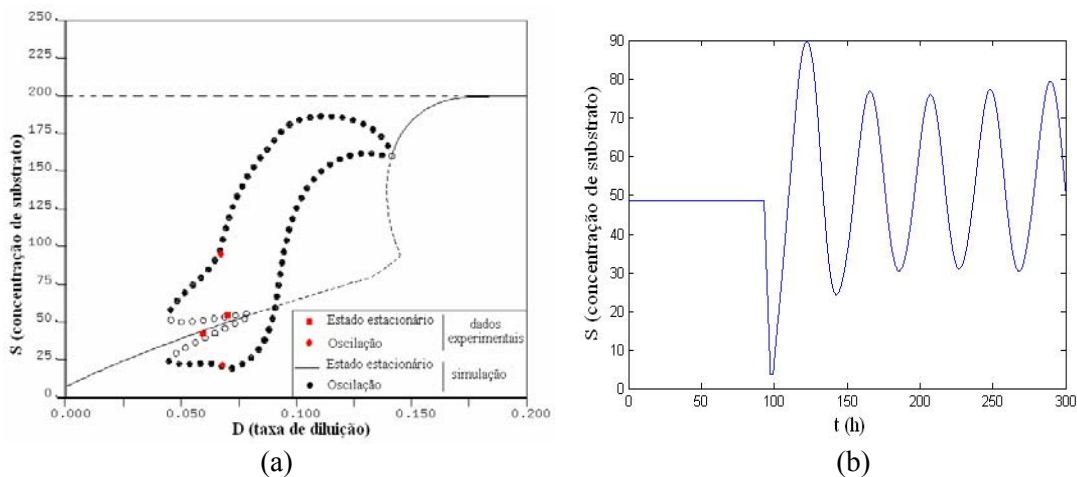 250.
225.
200.
175.
150.
125.
100.
75.
50.
25.
0.
S (concentração de substrato)
0.000
0.050
0.100
0.150
0.200
D (taxa de diluição)
Estado estacionário
Oscilação
dados experimentais
Estado estacionário
Oscilação
simulação
(a)
90
80
70
60
50
40
30
20
10
0
S (concentração de substrato)
0
50
100
150
200
250
300
t (h)
(b)